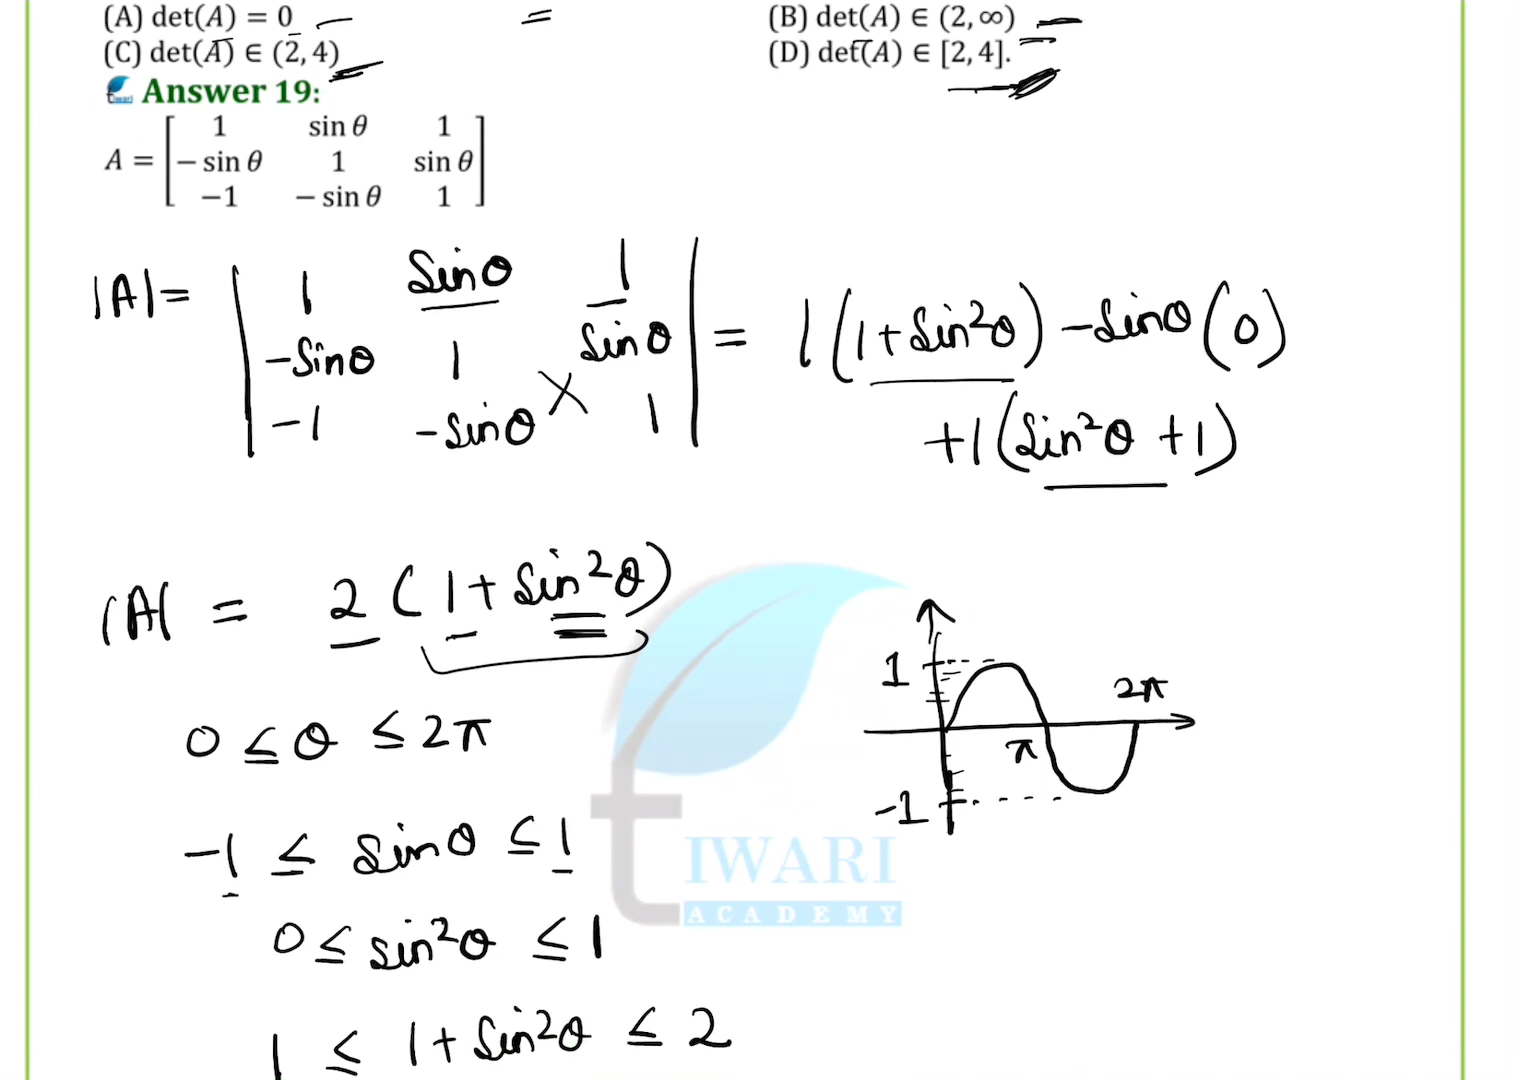 (A) det(A) = 0 (B) det(A) ∈ (2, ∞)
(C) det(A) ∈ (2, 4) (D) det(A) ∈ [2, 4].
Answer 19:
A = [ 1 sin θ 1
− sin θ 1 sin θ
−1 − sin θ 1 ]
|A| = | 1 sinθ 1
-sinθ 1 sinθ
-1 -sinθ 1 | = 1(1+sin²θ) - sinθ(0)
+1(sin²θ +1)
|A| = 2(1+sin²θ)
0 ≤ θ ≤ 2π
-1 ≤ sinθ ≤ 1
0 ≤ sin²θ ≤ 1
1 ≤ 1+sin²θ ≤ 2
1
2π
π
-1
TIWARI
ACADEMY